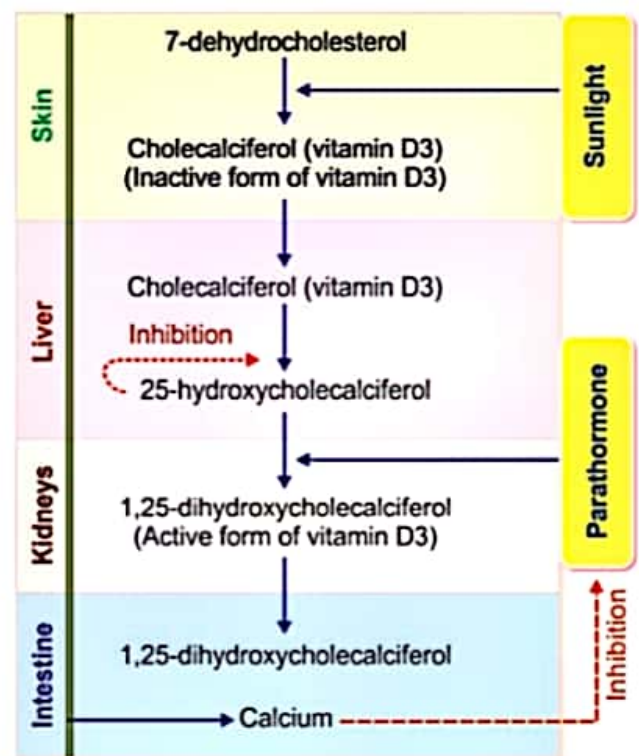 7-dehydrocholesterol
Skin
Sunlight
Cholecalciferol (vitamin D3)
(Inactive form of vitamin D3)
Cholecalciferol (vitamin D3)
Liver
Inhibition
25-hydroxycholecalciferol
Parathormone
Kidneys
1,25-dihydroxycholecalciferol
(Active form of vitamin D3)
Inhibition
Intestine
1,25-dihydroxycholecalciferol
Calcium